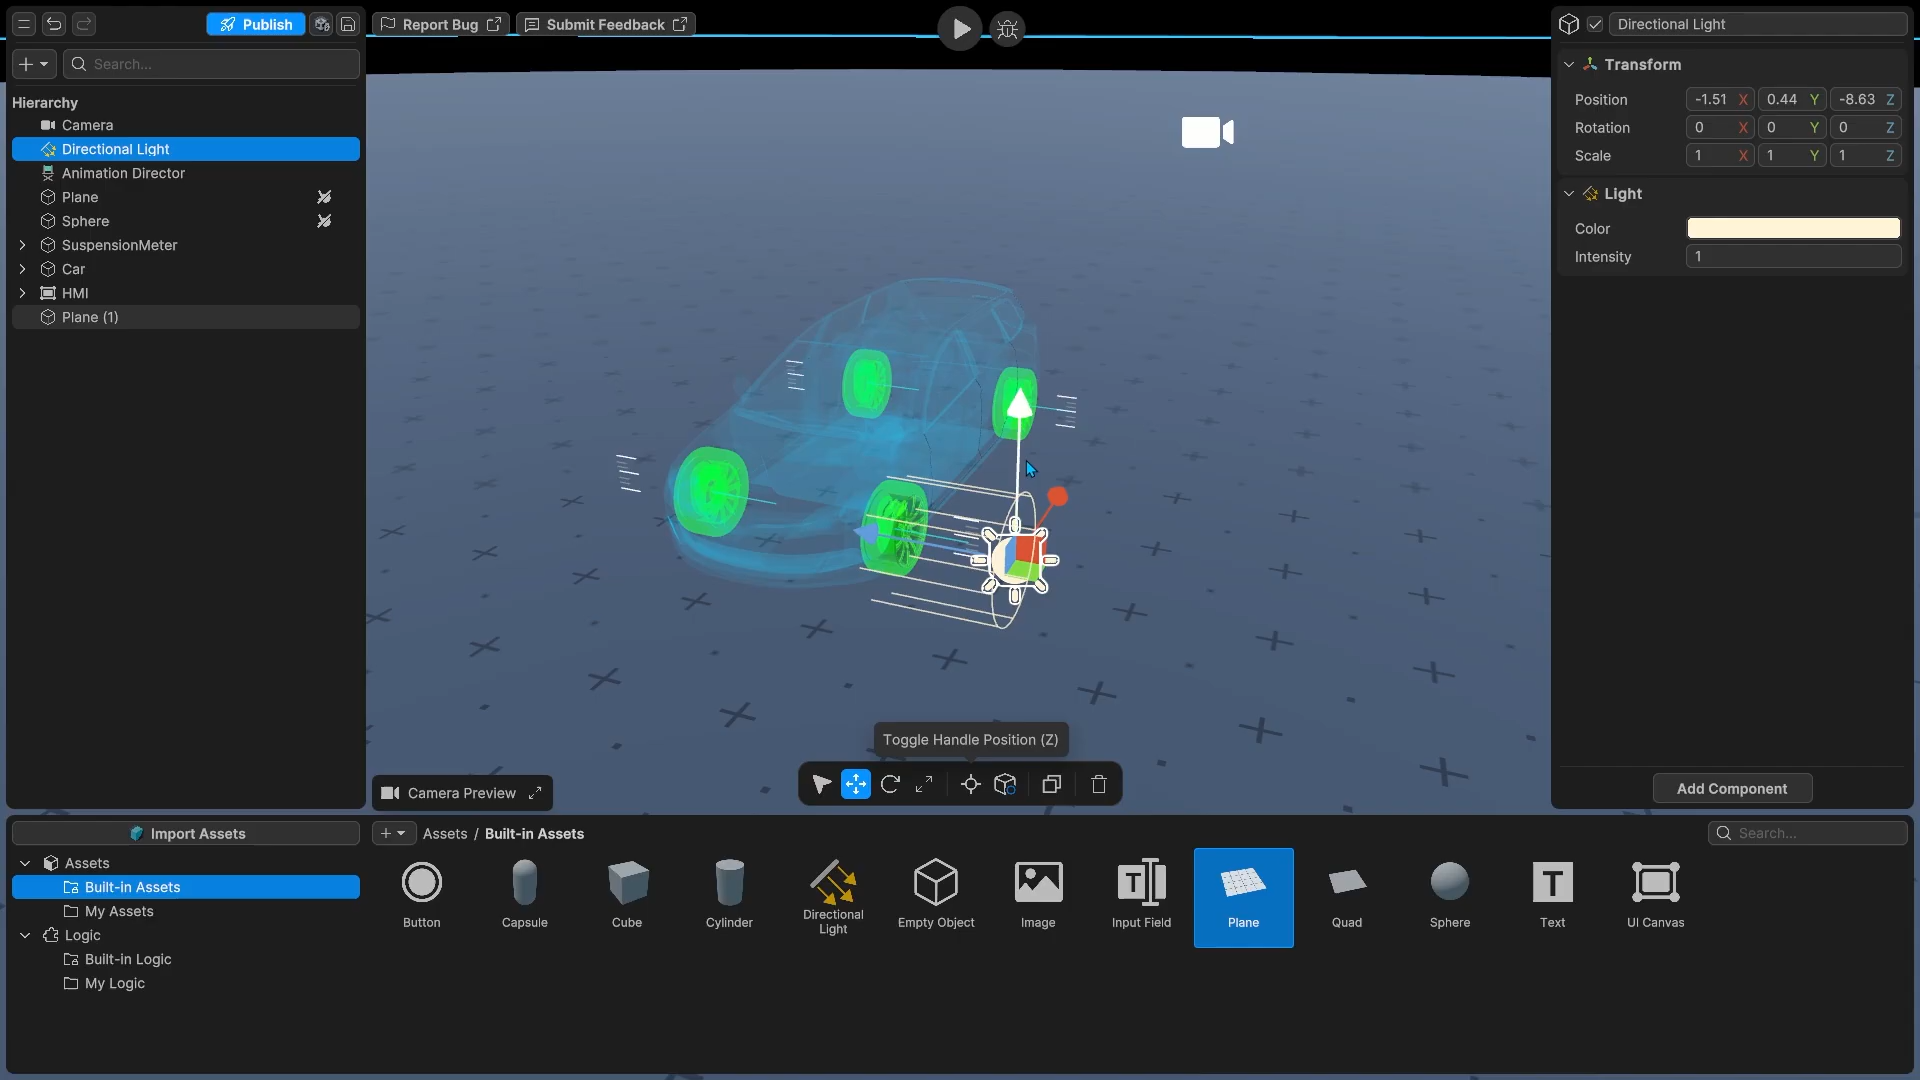 Publish
Report Bug
Submit Feedback
Search...
Hierarchy
Camera
Directional Light
Animation Director
Plane
Sphere
SuspensionMeter
Car
HMI
Plane (1)
Directional Light
Transform
Position -1.51 X 0.44 Y -8.63 Z
Rotation 0 X 0 Y 0 Z
Scale 1 X 1 Y 1 Z
Light
Color
Intensity 1
Add Component
Toggle Handle Position (Z)
Camera Preview
Import Assets
Assets
Built-in Assets
My Assets
Logic
Built-in Logic
My Logic
Assets / Built-in Assets
Search...
Button
Capsule
Cube
Cylinder
Directional
Light
Empty Object
Image
T
Input Field
Plane
Quad
Sphere
T
Text
UI Canvas